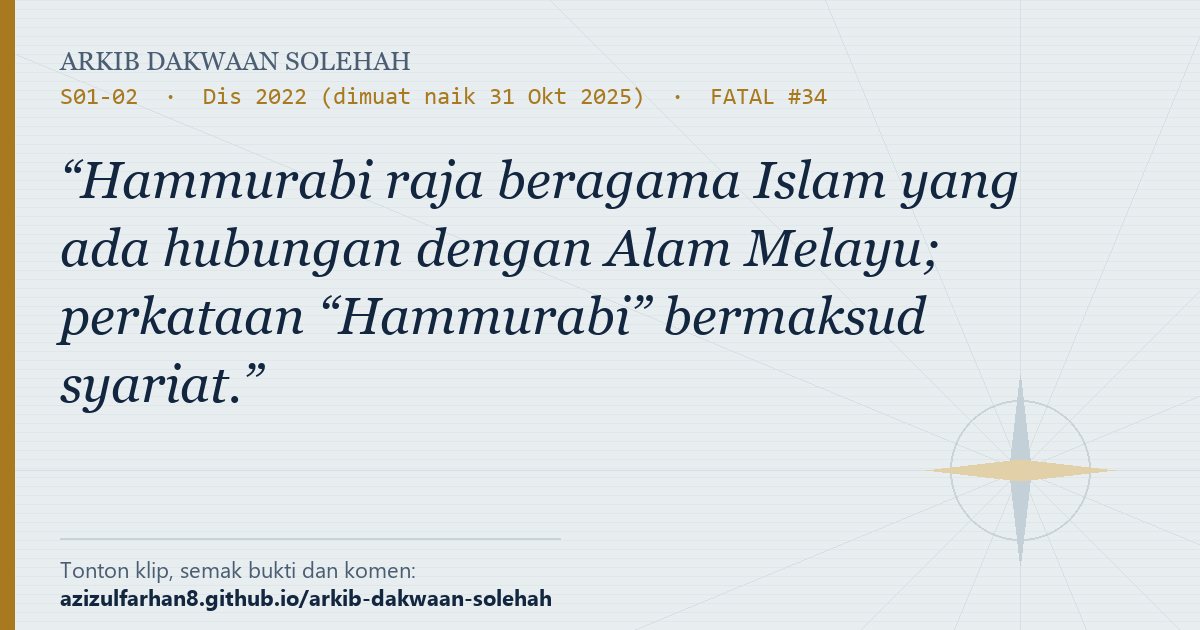 ARKIB DAKWAAN SOLEHAH
S01-02 · Dis 2022 (dimuat naik 31 Okt 2025) · FATAL #34
“Hammurabi raja beragama Islam yang
ada hubungan dengan Alam Melayu;
perkataan “Hammurabi” bermaksud
syariat.”
Tonton klip, semak bukti dan komen:
azizulfarhan8.github.io/arkib-dakwaan-solehah